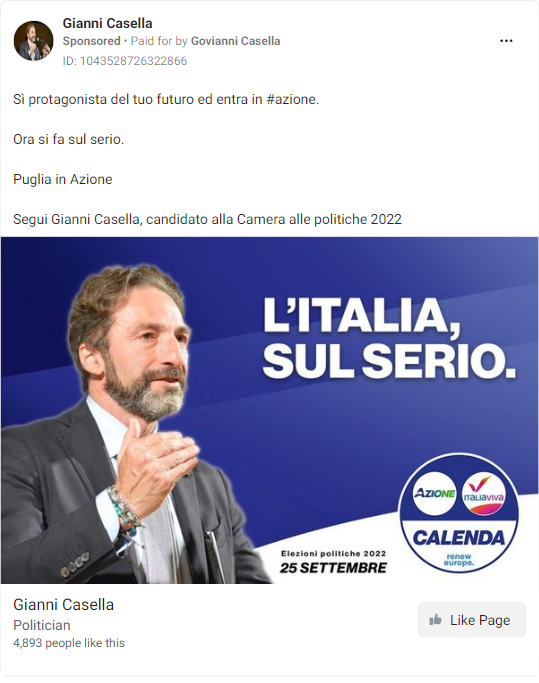 Gianni Casella
Sponsored • Paid for by Govianni Casella
ID: 1043528726322866
Sì protagonista del tuo futuro ed entra in #azione.
Ora si fa sul serio.
Puglia in Azione
Segui Gianni Casella, candidato alla Camera alle politiche 2022
L'ITALIA,
SUL SERIO.
AZIONE
ITALIAVIVA
CALENDA
renew
europe.
Elezioni politiche 2022
25 SETTEMBRE
Gianni Casella
Politician
4,893 people like this
Like Page